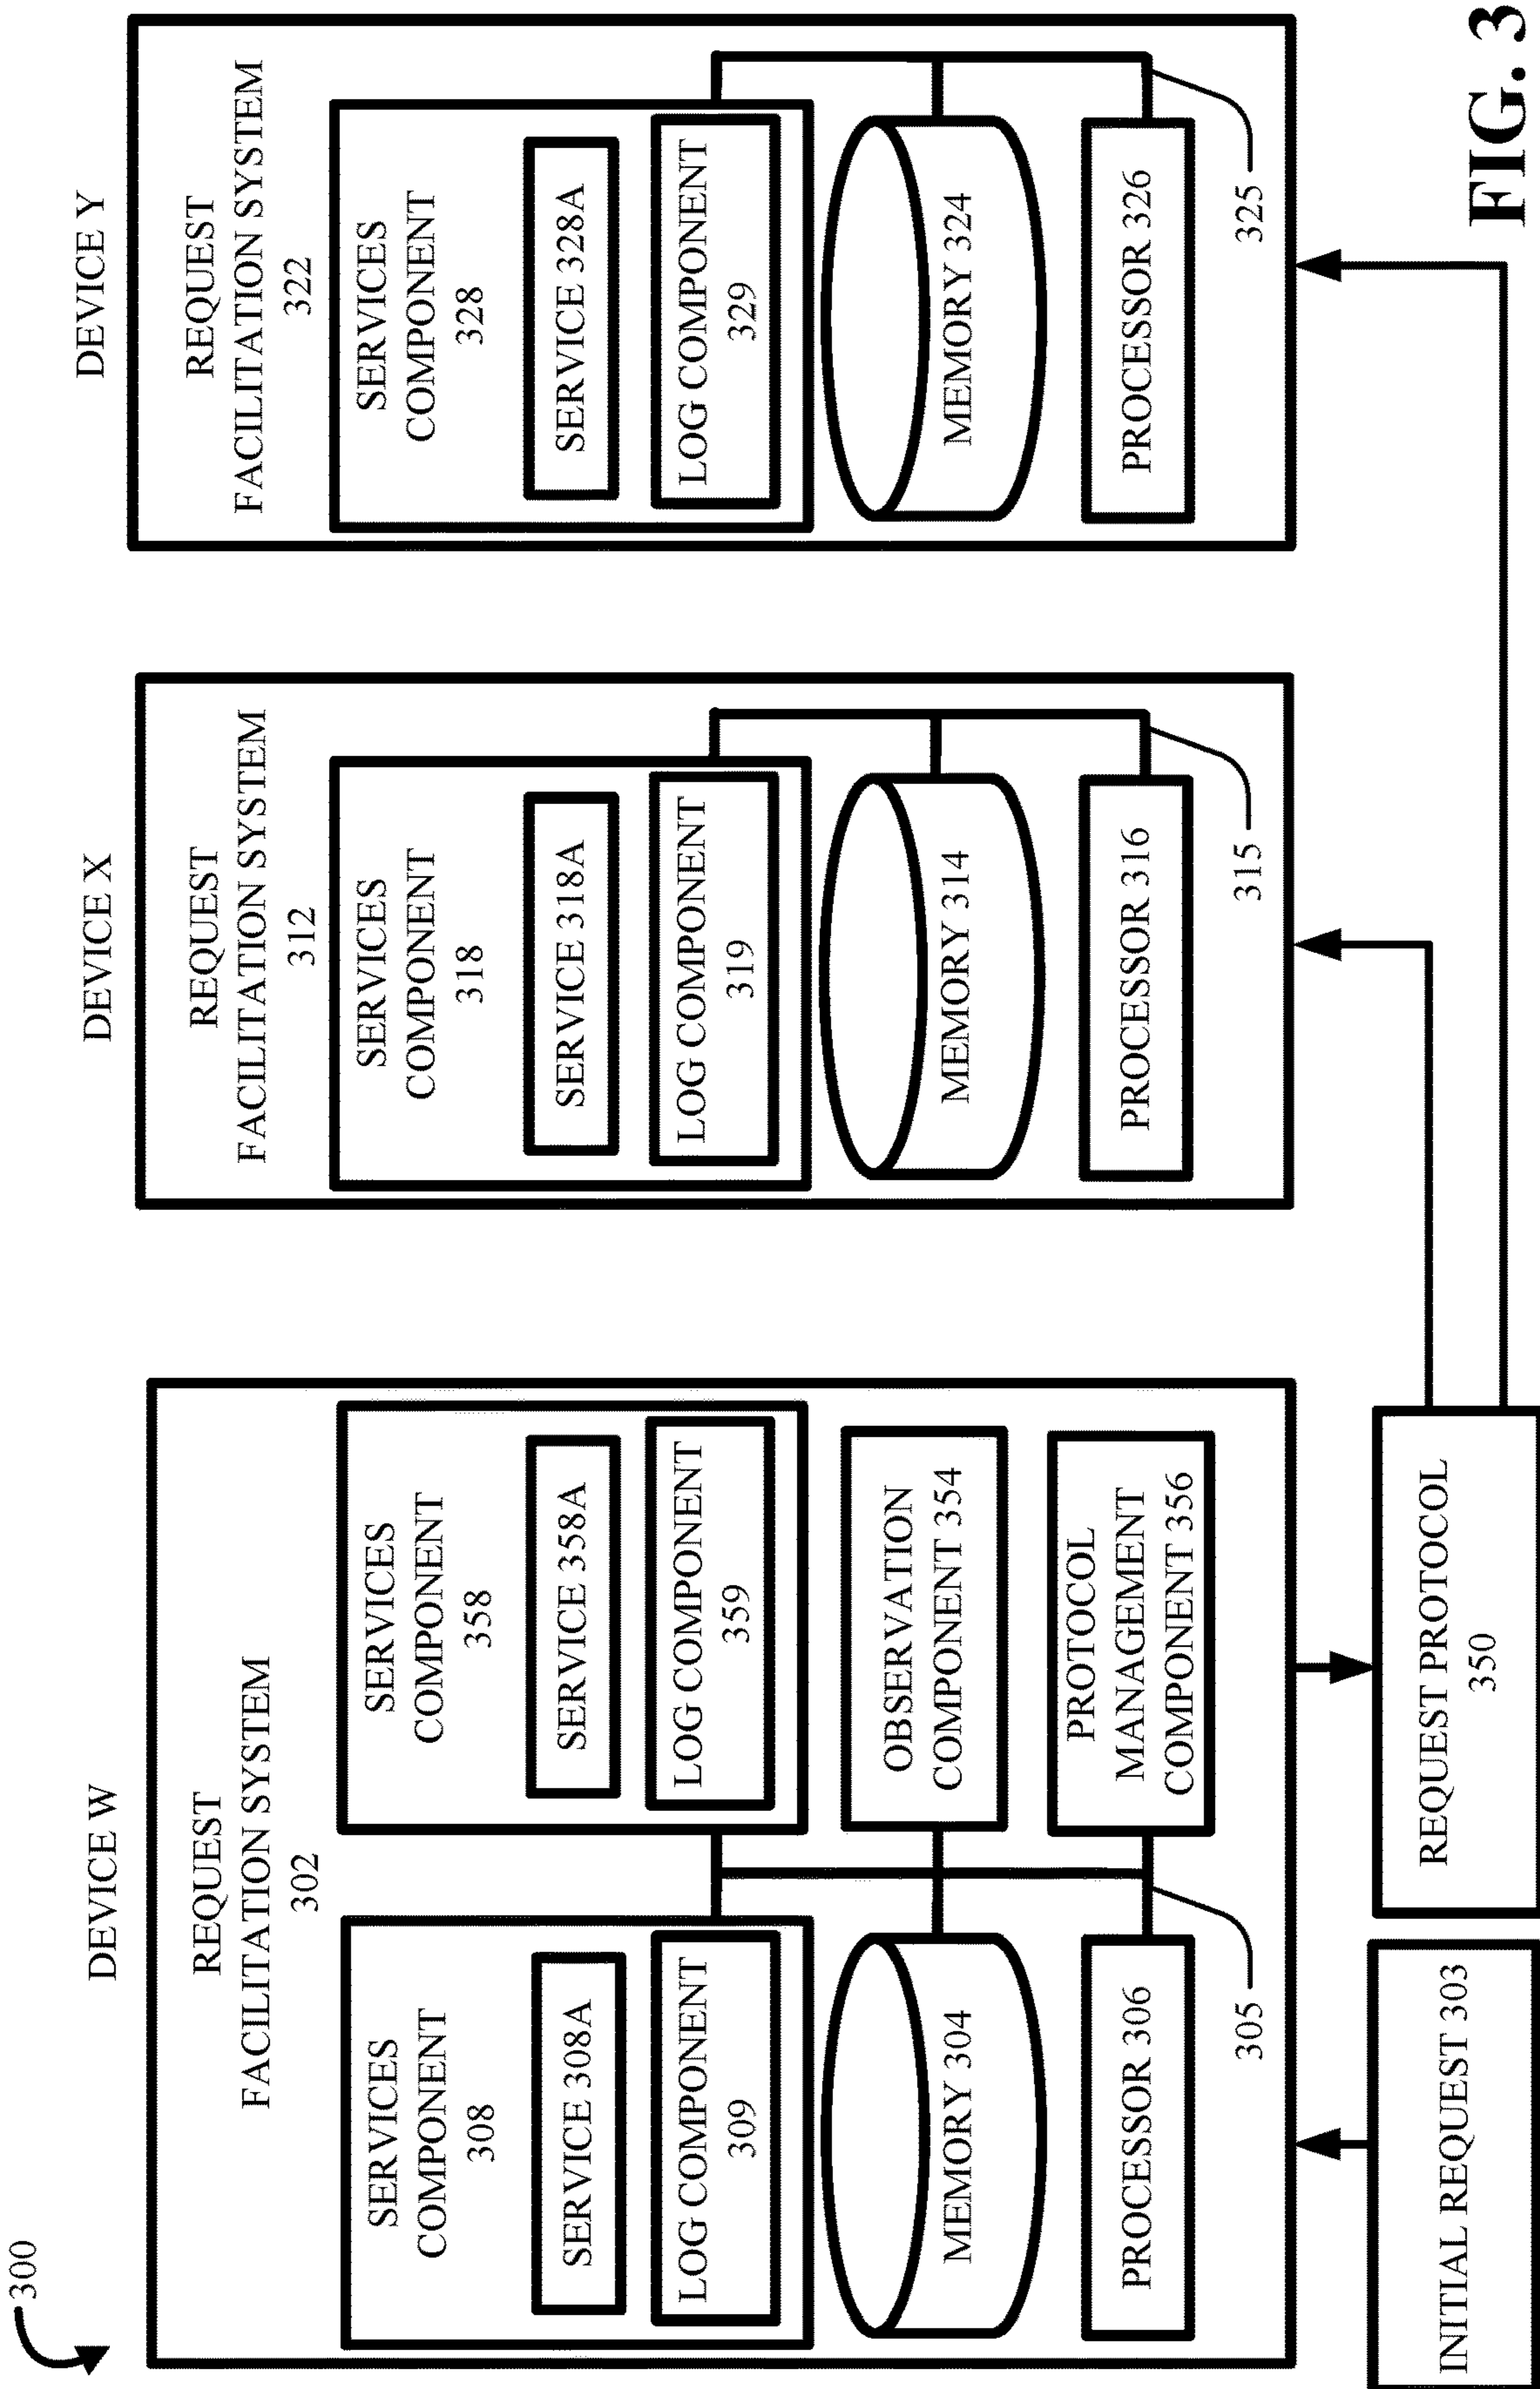 300
DEVICE W
REQUEST
FACILITATION SYSTEM
302
SERVICES
COMPONENT
308
SERVICE 308A
LOG COMPONENT
309
MEMORY 304
PROCESSOR 306
305
SERVICES
COMPONENT
358
SERVICE 358A
LOG COMPONENT
359
OBSERVATION
COMPONENT 354
PROTOCOL
MANAGEMENT
COMPONENT 356
INITIAL REQUEST 303
REQUEST PROTOCOL
350
DEVICE X
REQUEST
FACILITATION SYSTEM
312
SERVICES
COMPONENT
318
SERVICE 318A
LOG COMPONENT
319
MEMORY 314
PROCESSOR 316
315
DEVICE Y
REQUEST
FACILITATION SYSTEM
322
SERVICES
COMPONENT
328
SERVICE 328A
LOG COMPONENT
329
MEMORY 324
PROCESSOR 326
325
FIG. 3